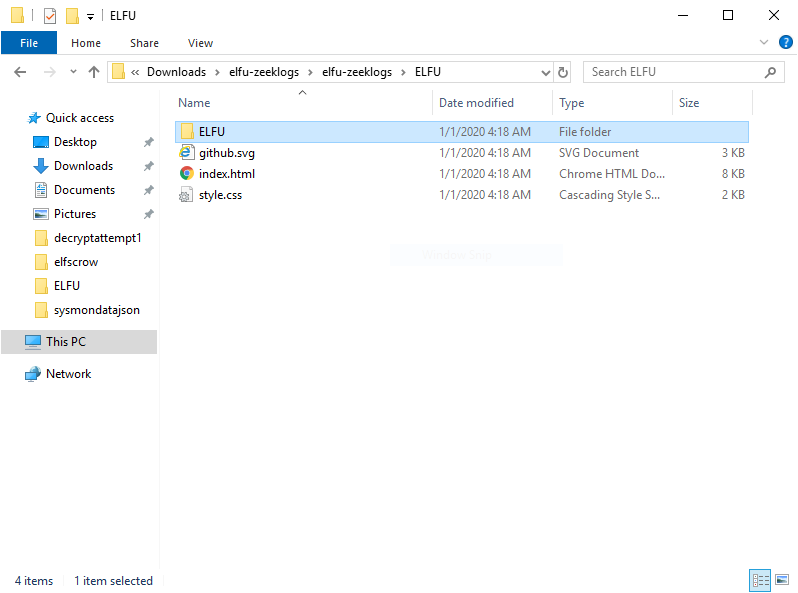 ELFU
File Home Share View
« Downloads › elfu-zeeklogs › elfu-zeeklogs › ELFU Search ELFU
Name Date modified Type Size
Quick access
Desktop
Downloads
Documents
Pictures
decryptattempt1
elfscrow
ELFU
sysmondatajson
This PC
Network
ELFU 1/1/2020 4:18 AM File folder
github.svg 1/1/2020 4:18 AM SVG Document 3 KB
index.html 1/1/2020 4:18 AM Chrome HTML Do... 8 KB
style.css 1/1/2020 4:18 AM Cascading Style S... 2 KB
Window Snip
4 items 1 item selected